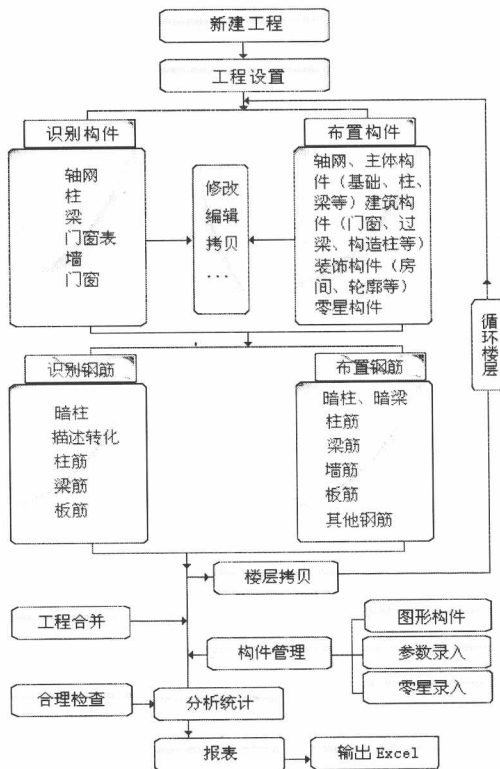 新建工程
工程设置
识别构件
轴网
柱
梁
门窗表
墙
门窗
修改
编辑
拷贝
...
布置构件
轴网、主体构
件（基础、柱、
梁等）建筑构
件（门窗、过
梁、构造柱等）
装饰构件（房
间、轮廓等）
零星构件
循环楼层
识别钢筋
暗柱
描述转化
柱筋
梁筋
板筋
布置钢筋
暗柱、暗梁
柱筋
梁筋
墙筋
板筋
其他钢筋
楼层拷贝
工程合并
构件管理
图形构件
参数录入
零星录入
合理检查
分析统计
报表
输出 Excel